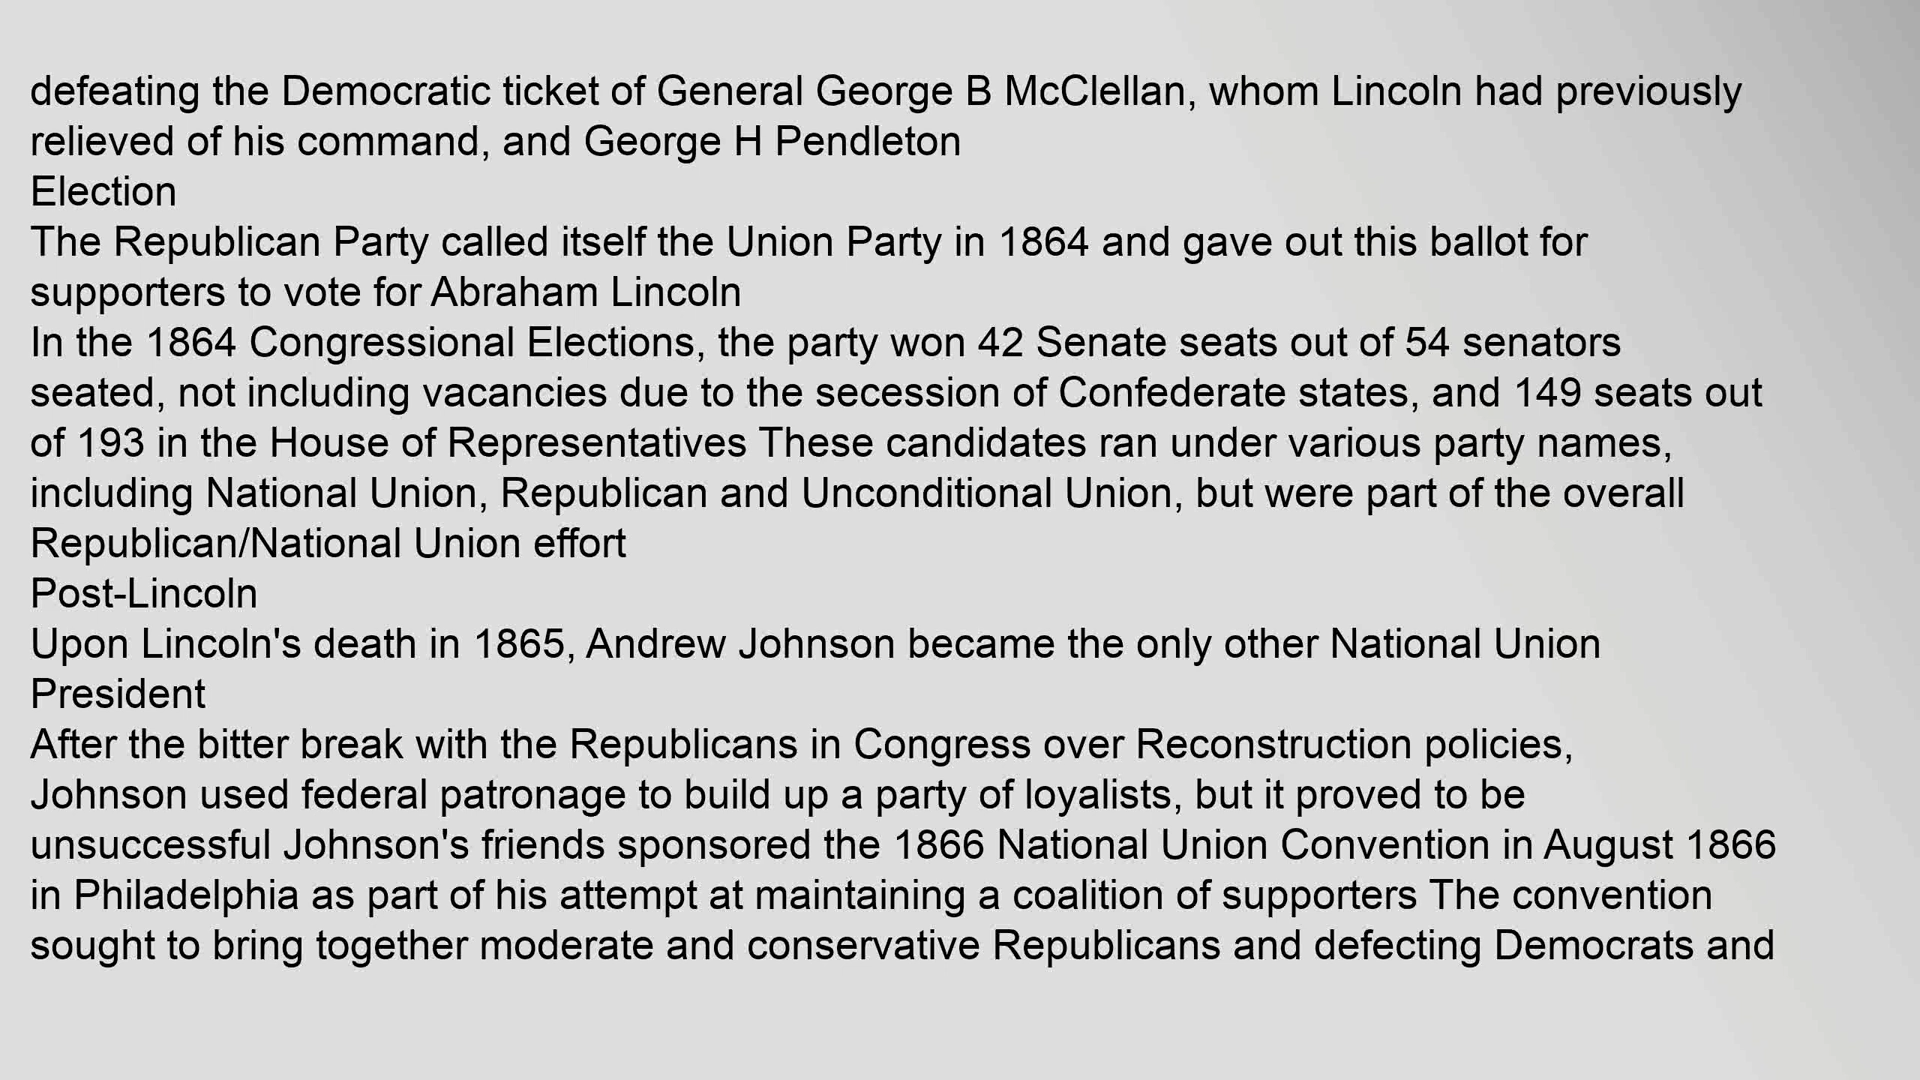 defeating the Democratic ticket of General George B McClellan, whom Lincoln had previously
relieved of his command, and George H Pendleton
Election
The Republican Party called itself the Union Party in 1864 and gave out this ballot for
supporters to vote for Abraham Lincoln
In the 1864 Congressional Elections, the party won 42 Senate seats out of 54 senators
seated, not including vacancies due to the secession of Confederate states, and 149 seats out
of 193 in the House of Representatives These candidates ran under various party names,
including National Union, Republican and Unconditional Union, but were part of the overall
Republican/National Union effort
Post-Lincoln
Upon Lincoln's death in 1865, Andrew Johnson became the only other National Union
President
After the bitter break with the Republicans in Congress over Reconstruction policies,
Johnson used federal patronage to build up a party of loyalists, but it proved to be
unsuccessful Johnson's friends sponsored the 1866 National Union Convention in August 1866
in Philadelphia as part of his attempt at maintaining a coalition of supporters The convention
sought to bring together moderate and conservative Republicans and defecting Democrats and